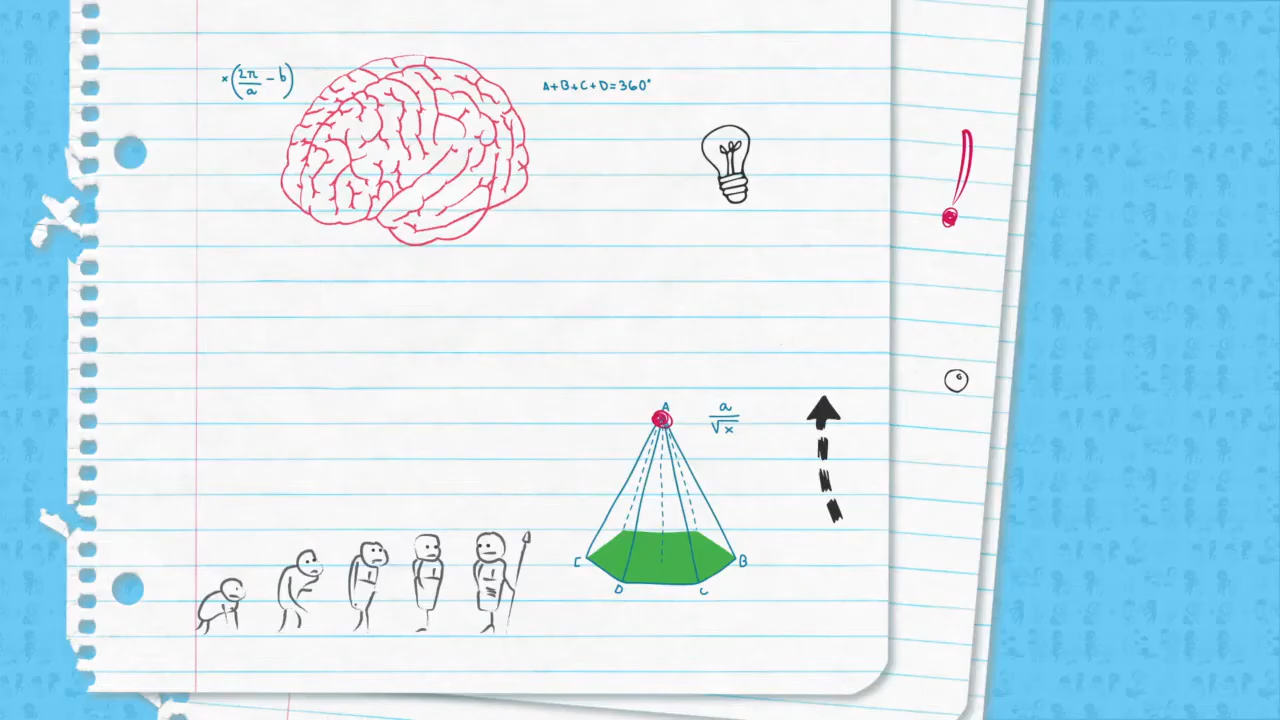 ×(2π/a − b)
A+B+C+D=360°
A
a/√x
E
B
D
C